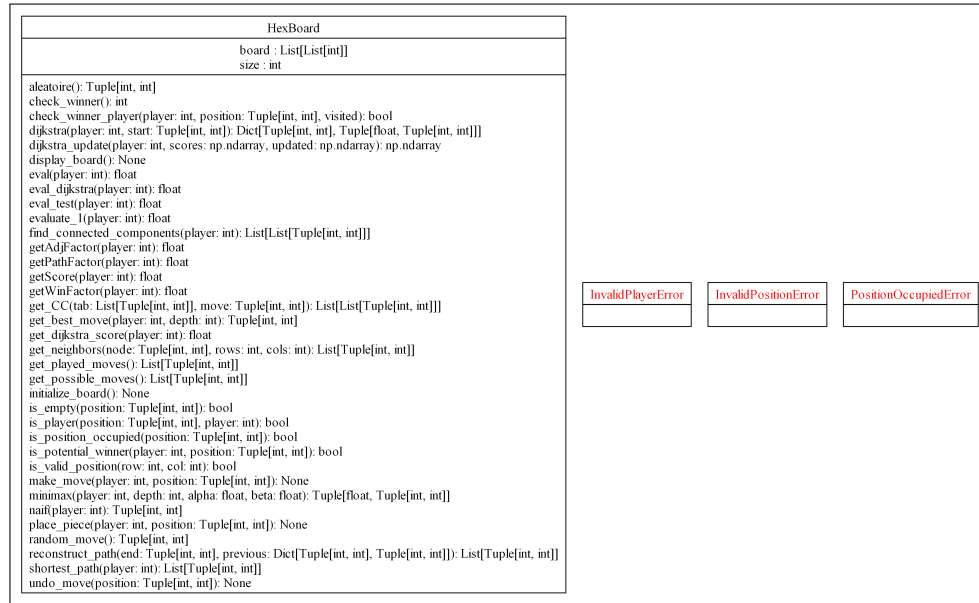 HexBoard
board : List[List[int]]
size : int
aleatoire(): Tuple[int, int]
check_winner(): int
check_winner_player(player: int, position: Tuple[int, int], visited): bool
dijkstra(player: int, start: Tuple[int, int]): Dict[Tuple[int, int], Tuple[float, Tuple[int, int]]]
dijkstra_update(player: int, scores: np.ndarray, updated: np.ndarray): np.ndarray
display_board(): None
eval(player: int): float
eval_dijkstra(player: int): float
eval_test(player: int): float
evaluate_1(player: int): float
find_connected_components(player: int): List[List[Tuple[int, int]]]
getAdjFactor(player: int): float
getPathFactor(player: int): float
getScore(player: int): float
getWinFactor(player: int): float
get_CC(tab: List[Tuple[int, int]], move: Tuple[int, int]): List[List[Tuple[int, int]]]
get_best_move(player: int, depth: int): Tuple[int, int]
get_dijkstra_score(player: int): float
get_neighbors(node: Tuple[int, int], rows: int, cols: int): List[Tuple[int, int]]
get_played_moves(): List[Tuple[int, int]]
get_possible_moves(): List[Tuple[int, int]]
initialize_board(): None
is_empty(position: Tuple[int, int]): bool
is_player(position: Tuple[int, int], player: int): bool
is_position_occupied(position: Tuple[int, int]): bool
is_potential_winner(player: int, position: Tuple[int, int]): bool
is_valid_position(row: int, col: int): bool
make_move(player: int, position: Tuple[int, int]): None
minimax(player: int, depth: int, alpha: float, beta: float): Tuple[float, Tuple[int, int]]
naif(player: int): Tuple[int, int]
place_piece(player: int, position: Tuple[int, int]): None
random_move(): Tuple[int, int]
reconstruct_path(end: Tuple[int, int], previous: Dict[Tuple[int, int], Tuple[int, int]]): List[Tuple[int, int]]
shortest_path(player: int): List[Tuple[int, int]]
undo_move(position: Tuple[int, int]): None
InvalidPlayerError
InvalidPositionError
PositionOccupiedError